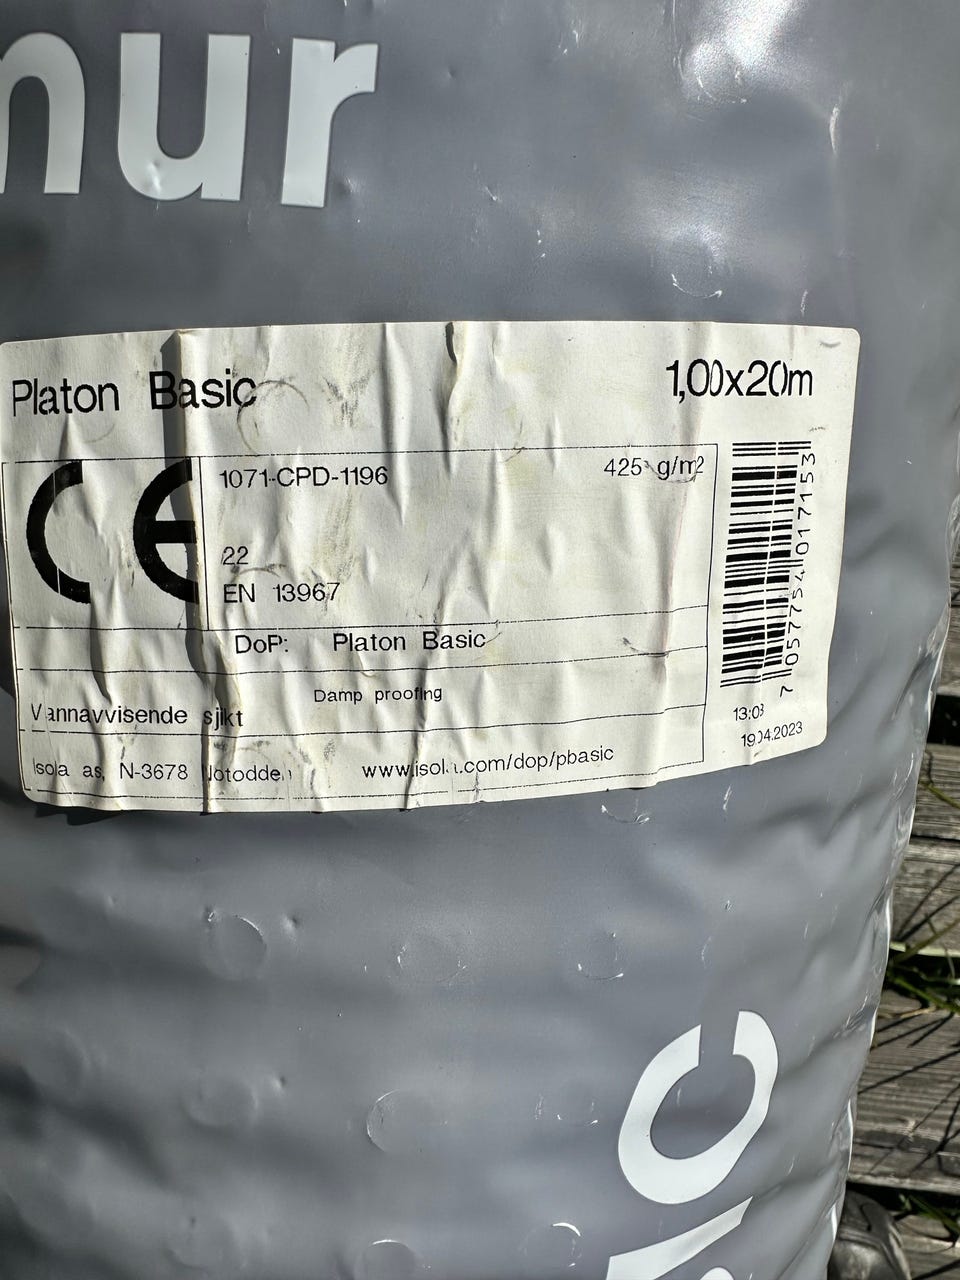 mur
Platon Basic
1,00x20m
CE
1071-CPD-1196
425 g/m2
22
EN 13967
DoP: Platon Basic
Damp proofing
Vannavvisende sjikt
Isola as, N-3678 Notodden
www.isola.com/dop/pbasic
7 057754 017153
13:03
19.04.2023